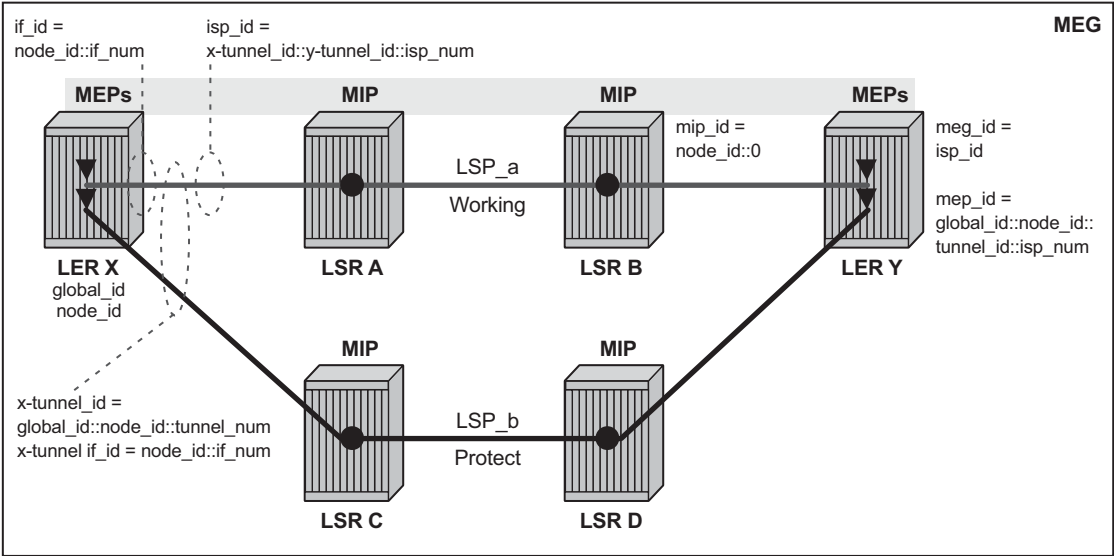 if_id =
node_id::if_num
isp_id =
x-tunnel_id::y-tunnel_id::isp_num
MEG
MEPs
MIP
MIP
MEPs
mip_id =
node_id::0
meg_id =
isp_id
LSP_a
Working
mep_id =
global_id::node_id::
tunnel_id::isp_num
LER X
global_id
node_id
LSR A
LSR B
LER Y
MIP
MIP
x-tunnel_id =
global_id::node_id::tunnel_num
x-tunnel if_id = node_id::if_num
LSP_b
Protect
LSR C
LSR D